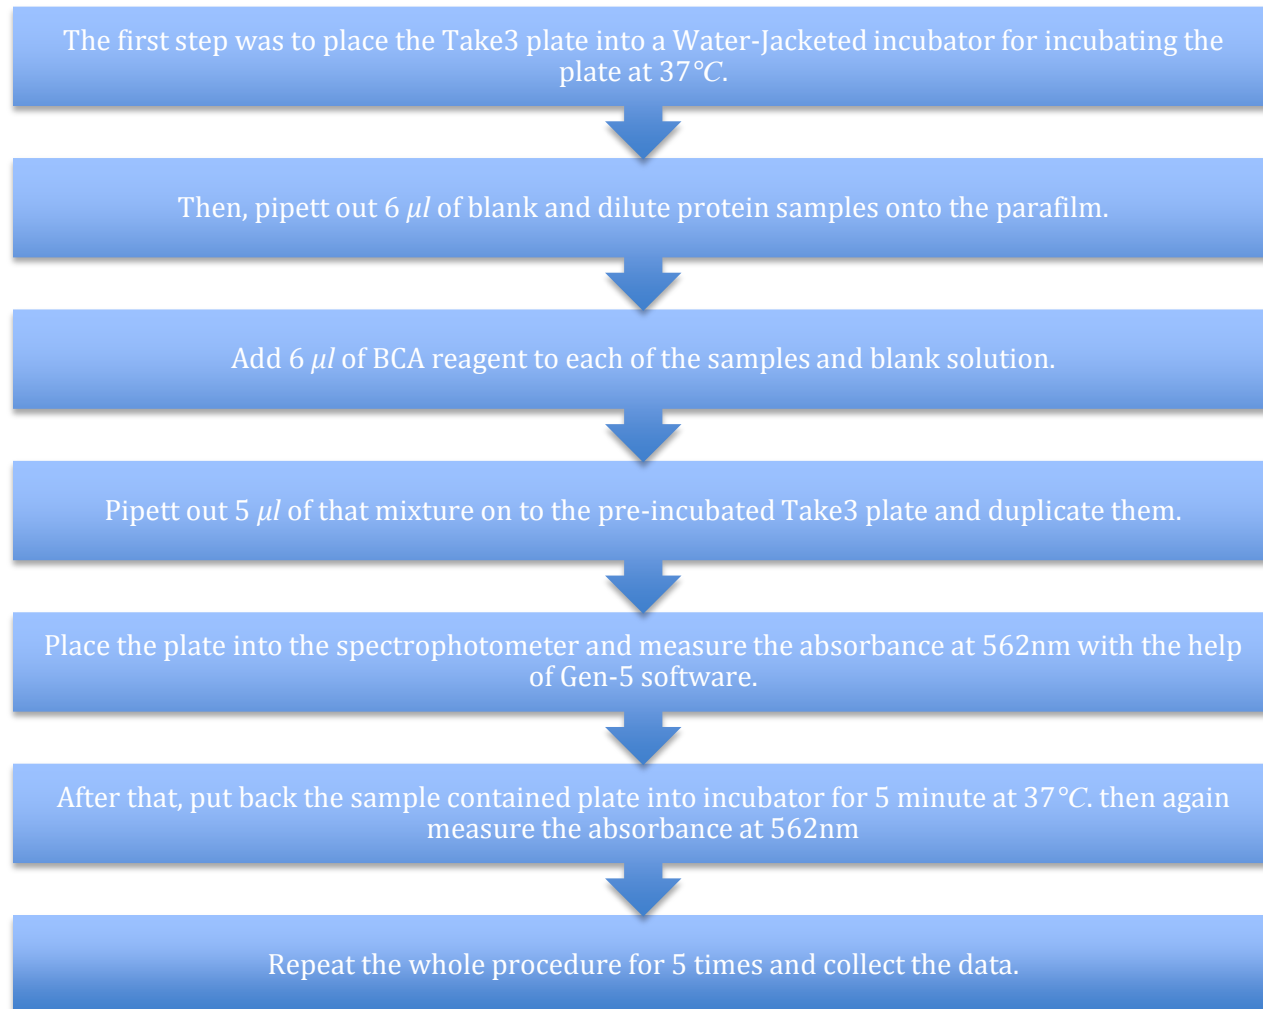 The first step was to place the Take3 plate into a Water-Jacketed incubator for incubating the
plate at 37°C.
Then, pipett out 6 µl of blank and dilute protein samples onto the parafilm.
Add 6 µl of BCA reagent to each of the samples and blank solution.
Pipett out 5 µl of that mixture on to the pre-incubated Take3 plate and duplicate them.
Place the plate into the spectrophotometer and measure the absorbance at 562nm with the help
of Gen-5 software.
After that, put back the sample contained plate into incubator for 5 minute at 37°C. then again
measure the absorbance at 562nm
Repeat the whole procedure for 5 times and collect the data.